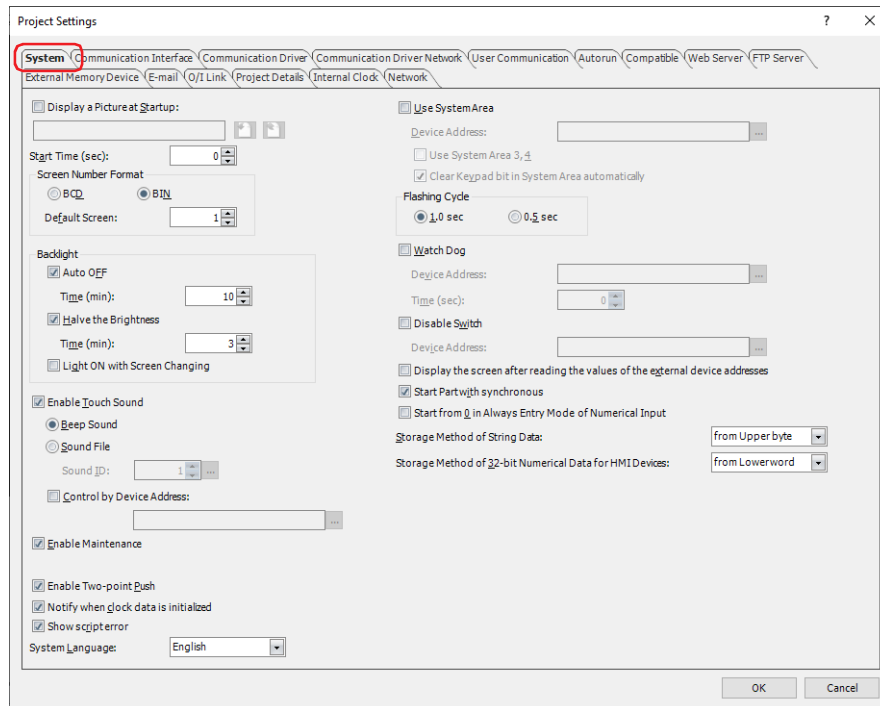 Project Settings
? X
System Communication Interface Communication Driver Communication Driver Network User Communication Autorun Compatible Web Server FTP Server
External Memory Device E-mail O/I Link Project Details Internal Clock Network
Display a Picture at Startup:
Start Time (sec): 0
Screen Number Format
BCD BIN
Default Screen: 1
Backlight
Auto OFF
Time (min): 10
Halve the Brightness
Time (min): 3
Light ON with Screen Changing
Enable Touch Sound
Beep Sound
Sound File
Sound ID: 1 ...
Control by Device Address:
...
Enable Maintenance
Enable Two-point Push
Notify when clock data is initialized
Show script error
System Language: English
Use System Area
Device Address: ...
Use System Area 3, 4
Clear Keypad bit in System Area automatically
Flashing Cycle
1.0 sec 0.5 sec
Watch Dog
Device Address: ...
Time (sec): 0
Disable Switch
Device Address: ...
Display the screen after reading the values of the external device addresses
Start Part with synchronous
Start from 0 in Always Entry Mode of Numerical Input
Storage Method of String Data: from Upper byte
Storage Method of 32-bit Numerical Data for HMI Devices: from Lower word
OK Cancel